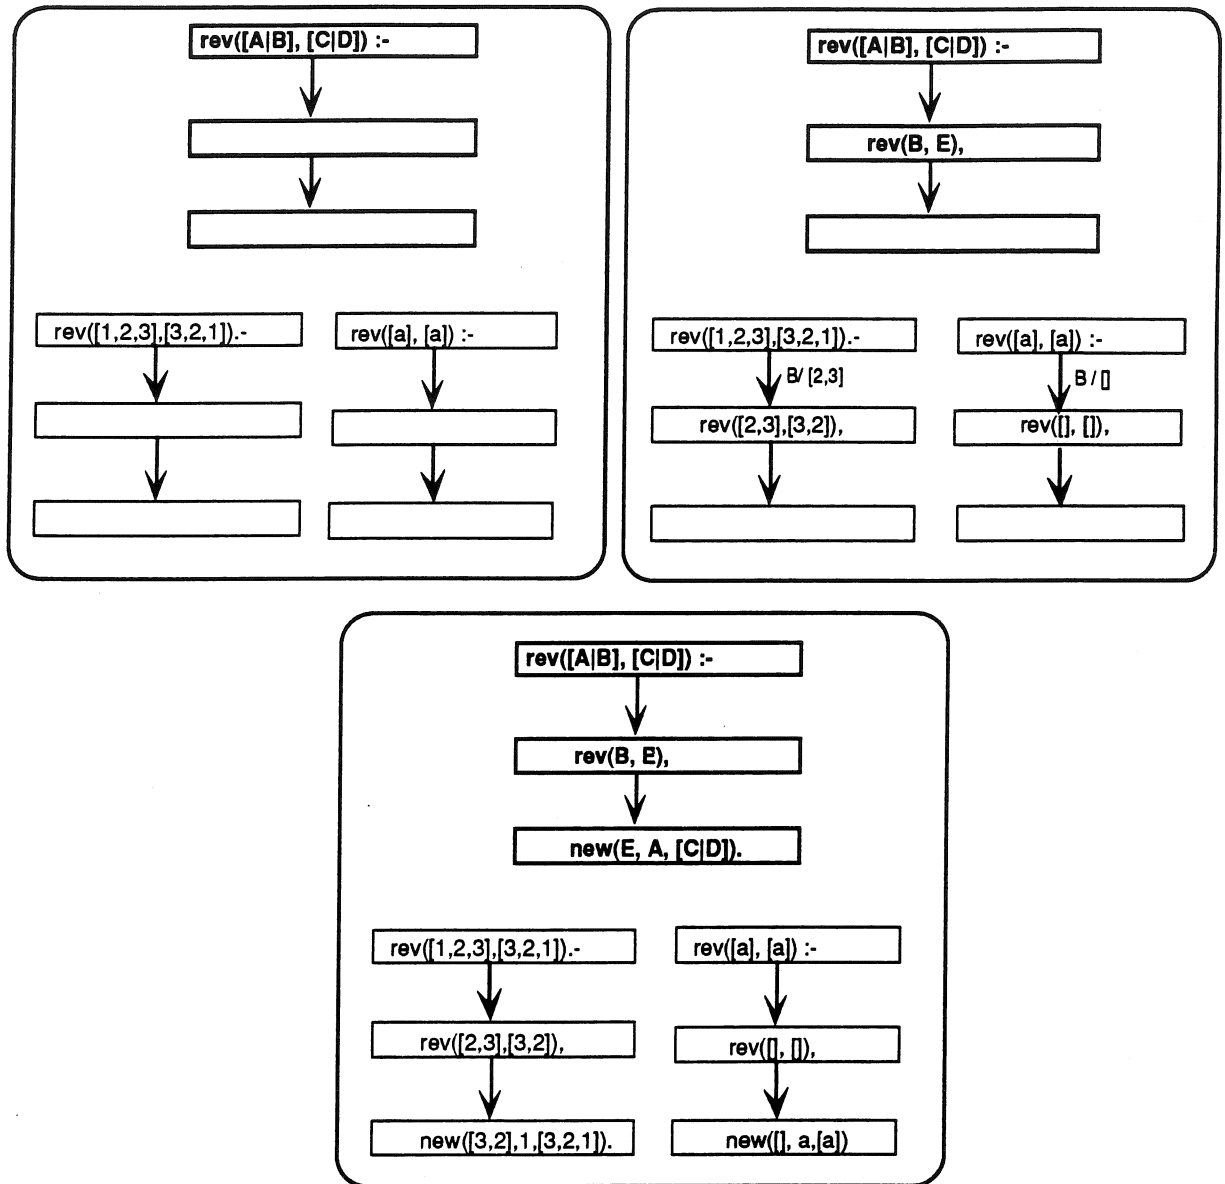 rev([A|B], [C|D]) :-
rev([1,2,3],[3,2,1]).-
rev([a], [a]) :-
rev([A|B], [C|D]) :-
rev(B, E),
rev([1,2,3],[3,2,1]).-
rev([a], [a]) :-
B/ [2,3]
B / []
rev([2,3],[3,2]),
rev([], []),
rev([A|B], [C|D]) :-
rev(B, E),
new(E, A, [C|D]).
rev([1,2,3],[3,2,1]).-
rev([a], [a]) :-
rev([2,3],[3,2]),
rev([], []),
new([3,2],1,[3,2,1]).
new([], a,[a])